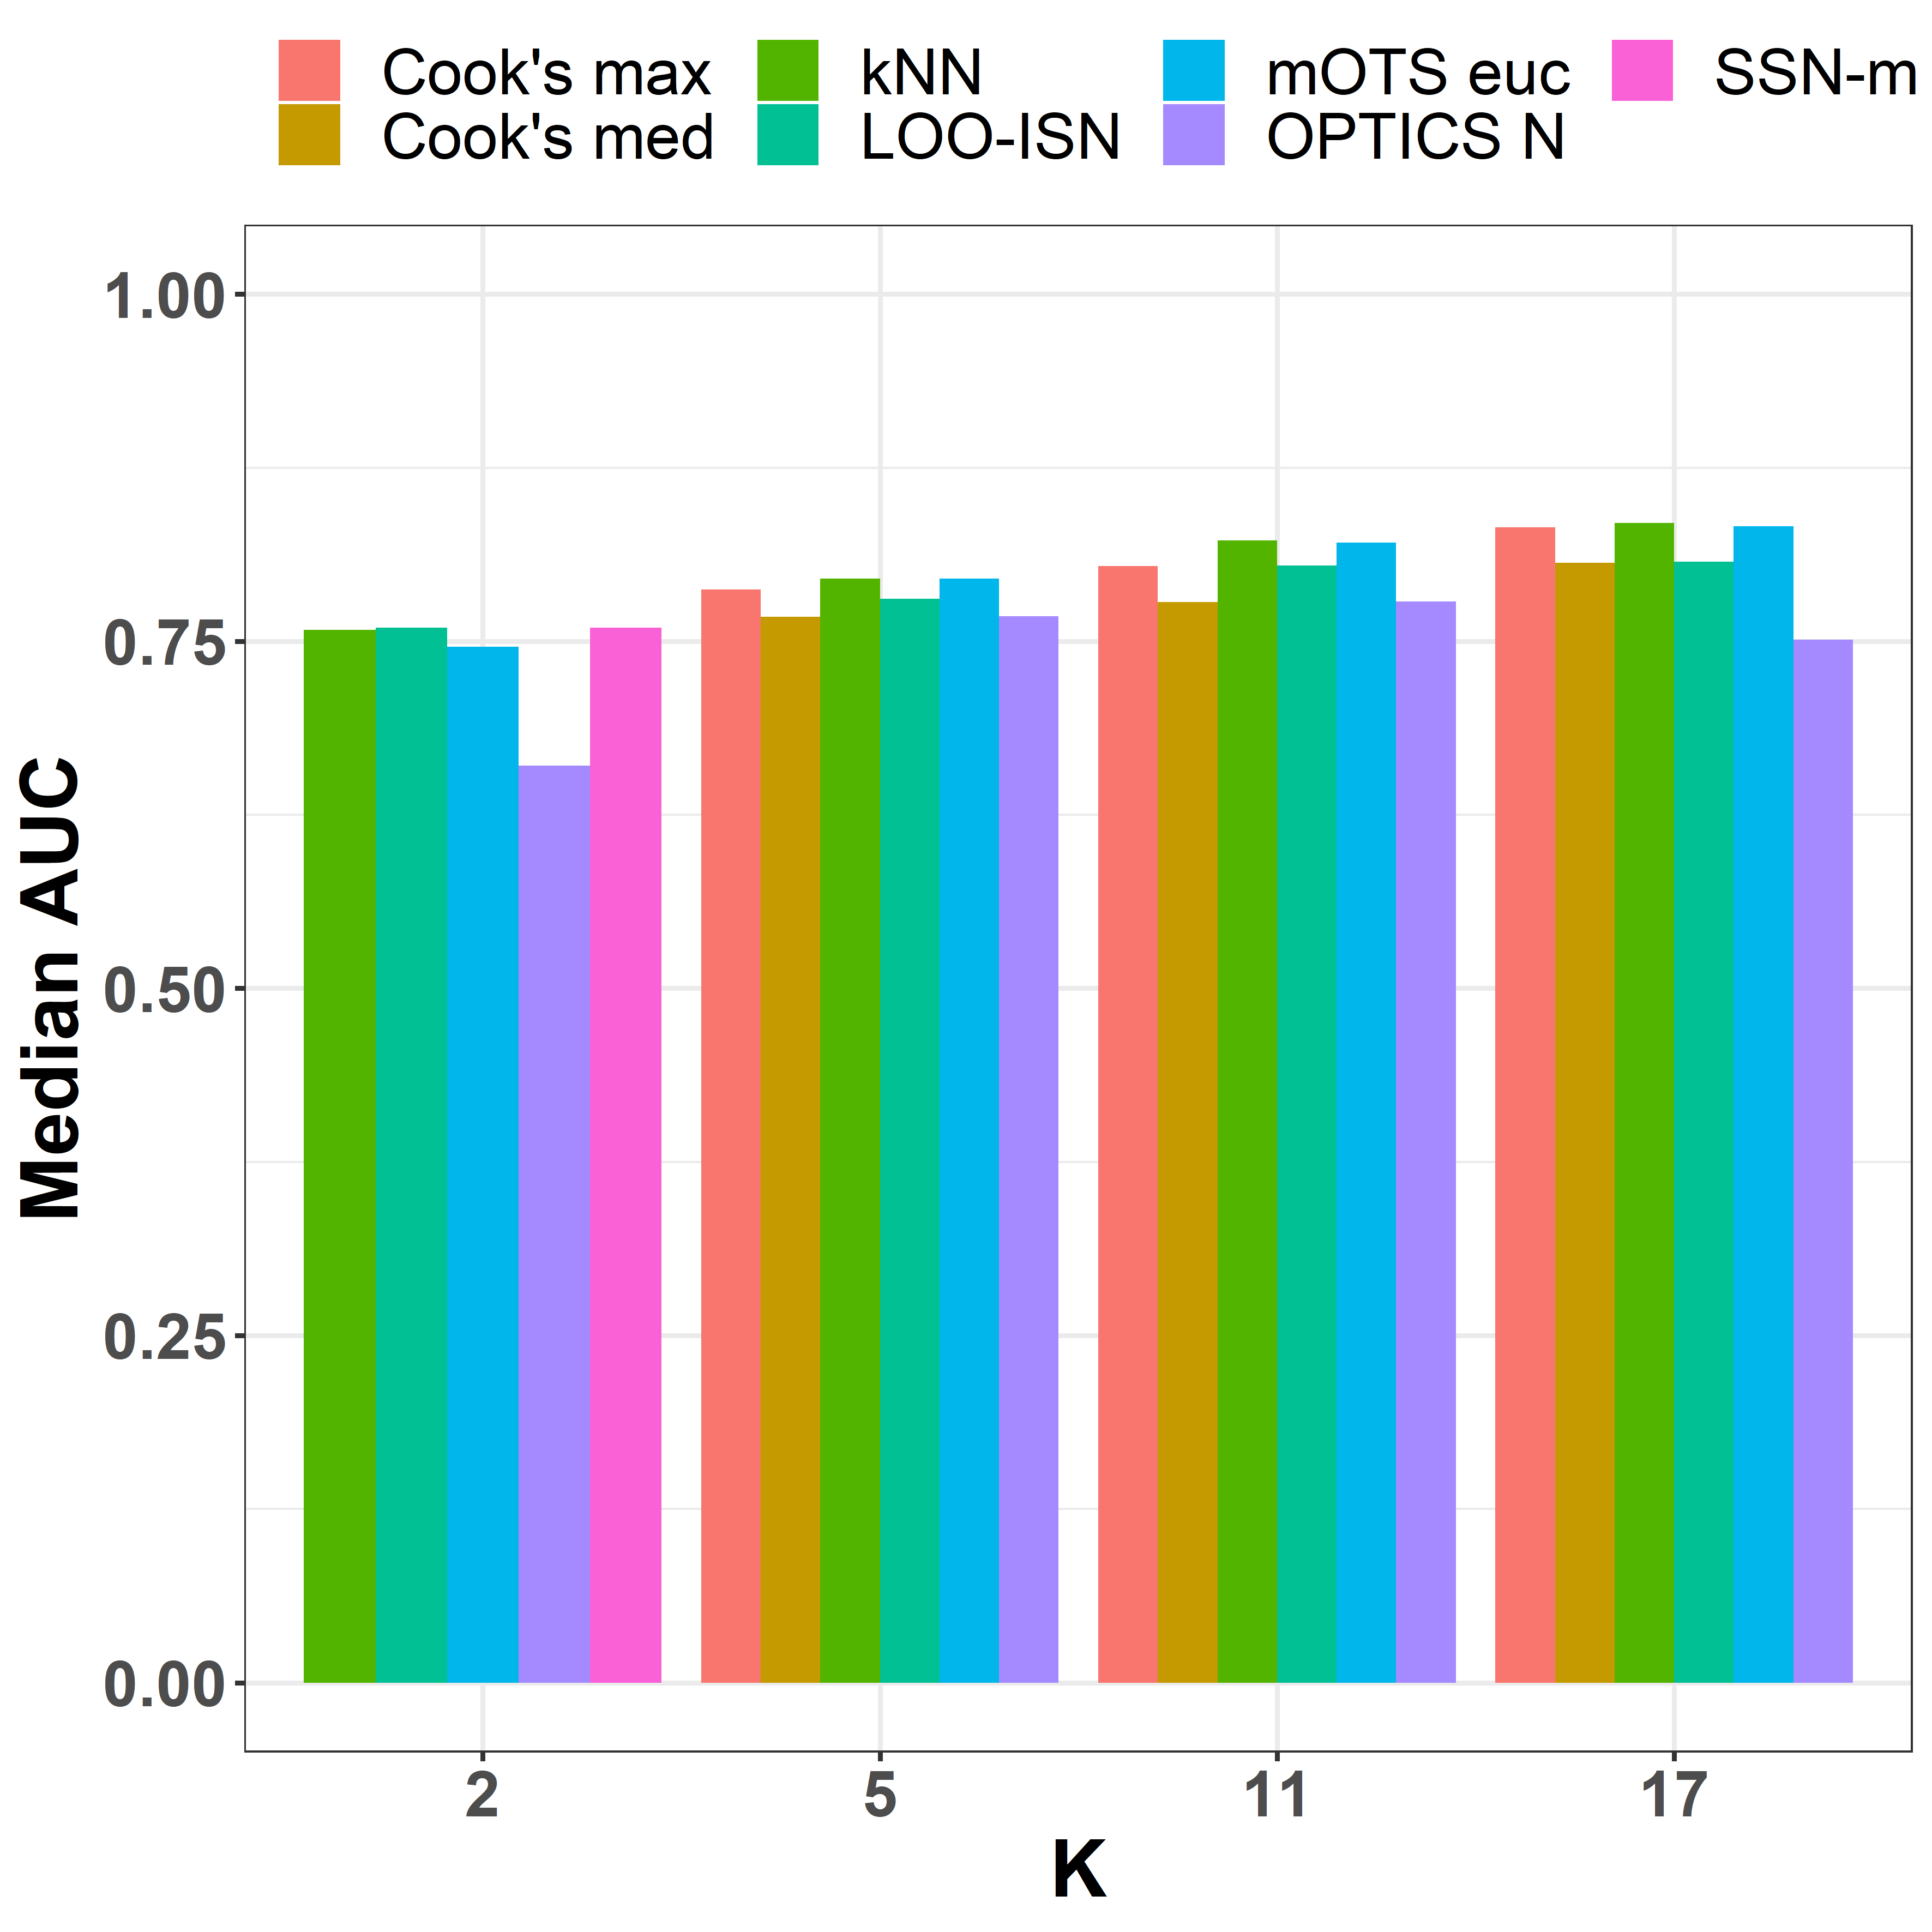 Cook's max kNN mOTS euc SSN-m
Cook's med LOO-ISN OPTICS N
1.00
0.75
0.50
0.25
0.00
Median AUC
2 5 11 17
K